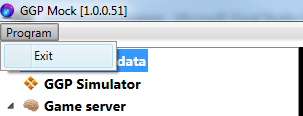 GGP Mock [1.0.0.51]
Program
Exit
data
GGP Simulator
Game server